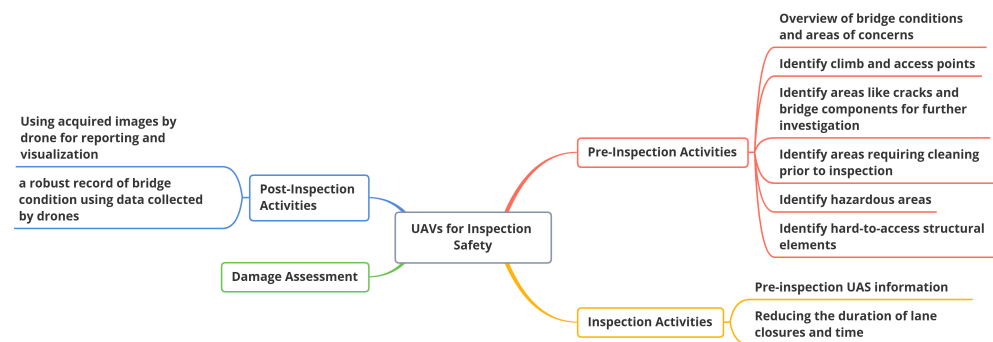 UAVs for Inspection
Safety
Pre-Inspection Activities
Overview of bridge conditions
and areas of concerns
Identify climb and access points
Identify areas like cracks and
bridge components for further
investigation
Identify areas requiring cleaning
prior to inspection
Identify hazardous areas
Identify hard-to-access structural
elements
Inspection Activities
Pre-inspection UAS information
Reducing the duration of lane
closures and time
Post-Inspection
Activities
Using acquired images by
drone for reporting and
visualization
a robust record of bridge
condition using data collected
by drones
Damage Assessment